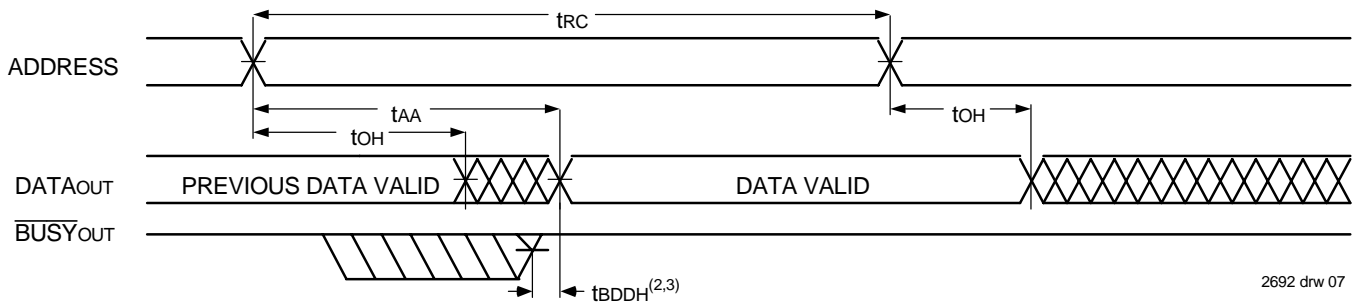 tRC
ADDRESS
tAA
tOH
tOH
DATAOUT
PREVIOUS DATA VALID
DATA VALID
BUSYOUT
tBDDH(2,3)
2692 drw 07